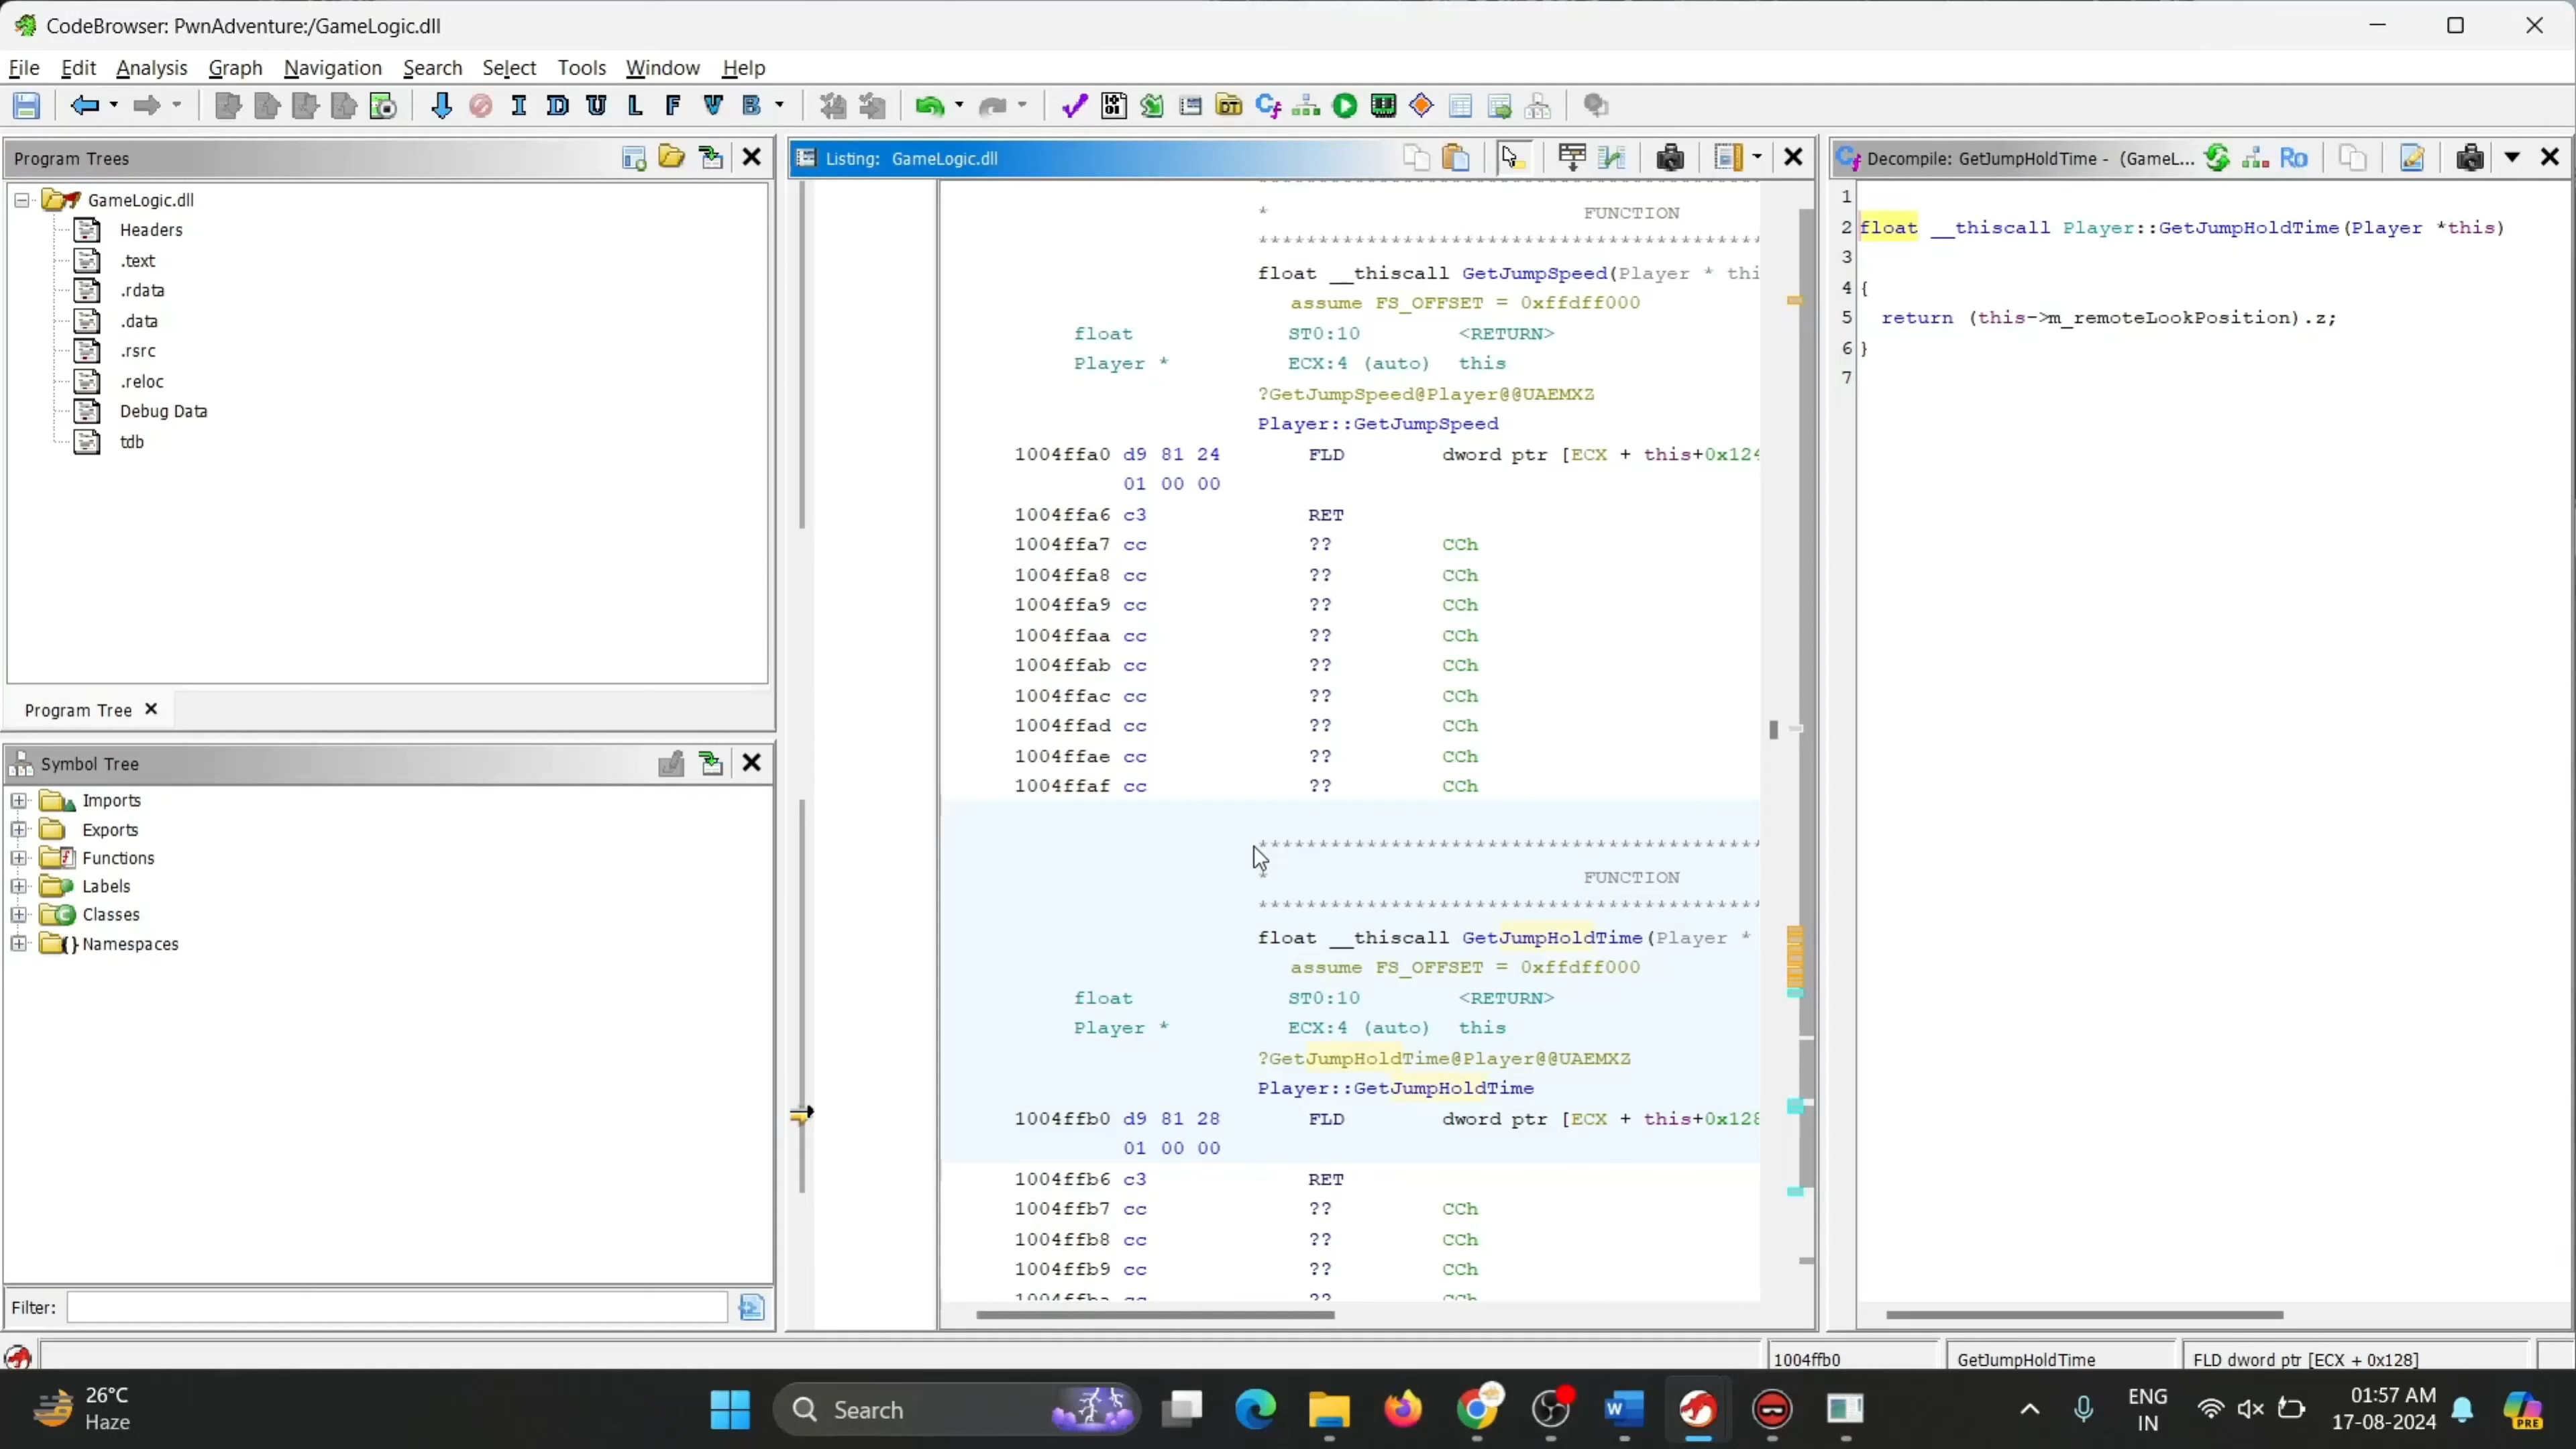 CodeBrowser: PwnAdventure:/GameLogic.dll
File Edit Analysis Graph Navigation Search Select Tools Window Help
I D U L F V B
Program Trees
GameLogic.dll
Headers
.text
.rdata
.data
.rsrc
.reloc
Debug Data
tdb
Program Tree
Symbol Tree
Imports
Exports
Functions
Labels
Classes
Namespaces
Filter:
Listing: GameLogic.dll
* FUNCTION
********************************************
float __thiscall GetJumpSpeed(Player * thi
assume FS_OFFSET = 0xffdff000
float ST0:10 <RETURN>
Player * ECX:4 (auto) this
?GetJumpSpeed@Player@@UAEMXZ
Player::GetJumpSpeed
1004ffa0 d9 81 24 FLD dword ptr [ECX + this+0x124
01 00 00
1004ffa6 c3 RET
1004ffa7 cc ?? CCh
1004ffa8 cc ?? CCh
1004ffa9 cc ?? CCh
1004ffaa cc ?? CCh
1004ffab cc ?? CCh
1004ffac cc ?? CCh
1004ffad cc ?? CCh
1004ffae cc ?? CCh
1004ffaf cc ?? CCh
********************************************
* FUNCTION
********************************************
float __thiscall GetJumpHoldTime(Player *
assume FS_OFFSET = 0xffdff000
float ST0:10 <RETURN>
Player * ECX:4 (auto) this
?GetJumpHoldTime@Player@@UAEMXZ
Player::GetJumpHoldTime
1004ffb0 d9 81 28 FLD dword ptr [ECX + this+0x128
01 00 00
1004ffb6 c3 RET
1004ffb7 cc ?? CCh
1004ffb8 cc ?? CCh
1004ffb9 cc ?? CCh
Decompile: GetJumpHoldTime - (GameL...
Ro
1
2 float __thiscall Player::GetJumpHoldTime(Player *this)
3
4 {
5 return (this->m_remoteLookPosition).z;
6 }
7
1004ffb0 GetJumpHoldTime FLD dword ptr [ECX + 0x128]
26°C
Haze
Search
ENG
IN
01:57 AM
17-08-2024
PRE